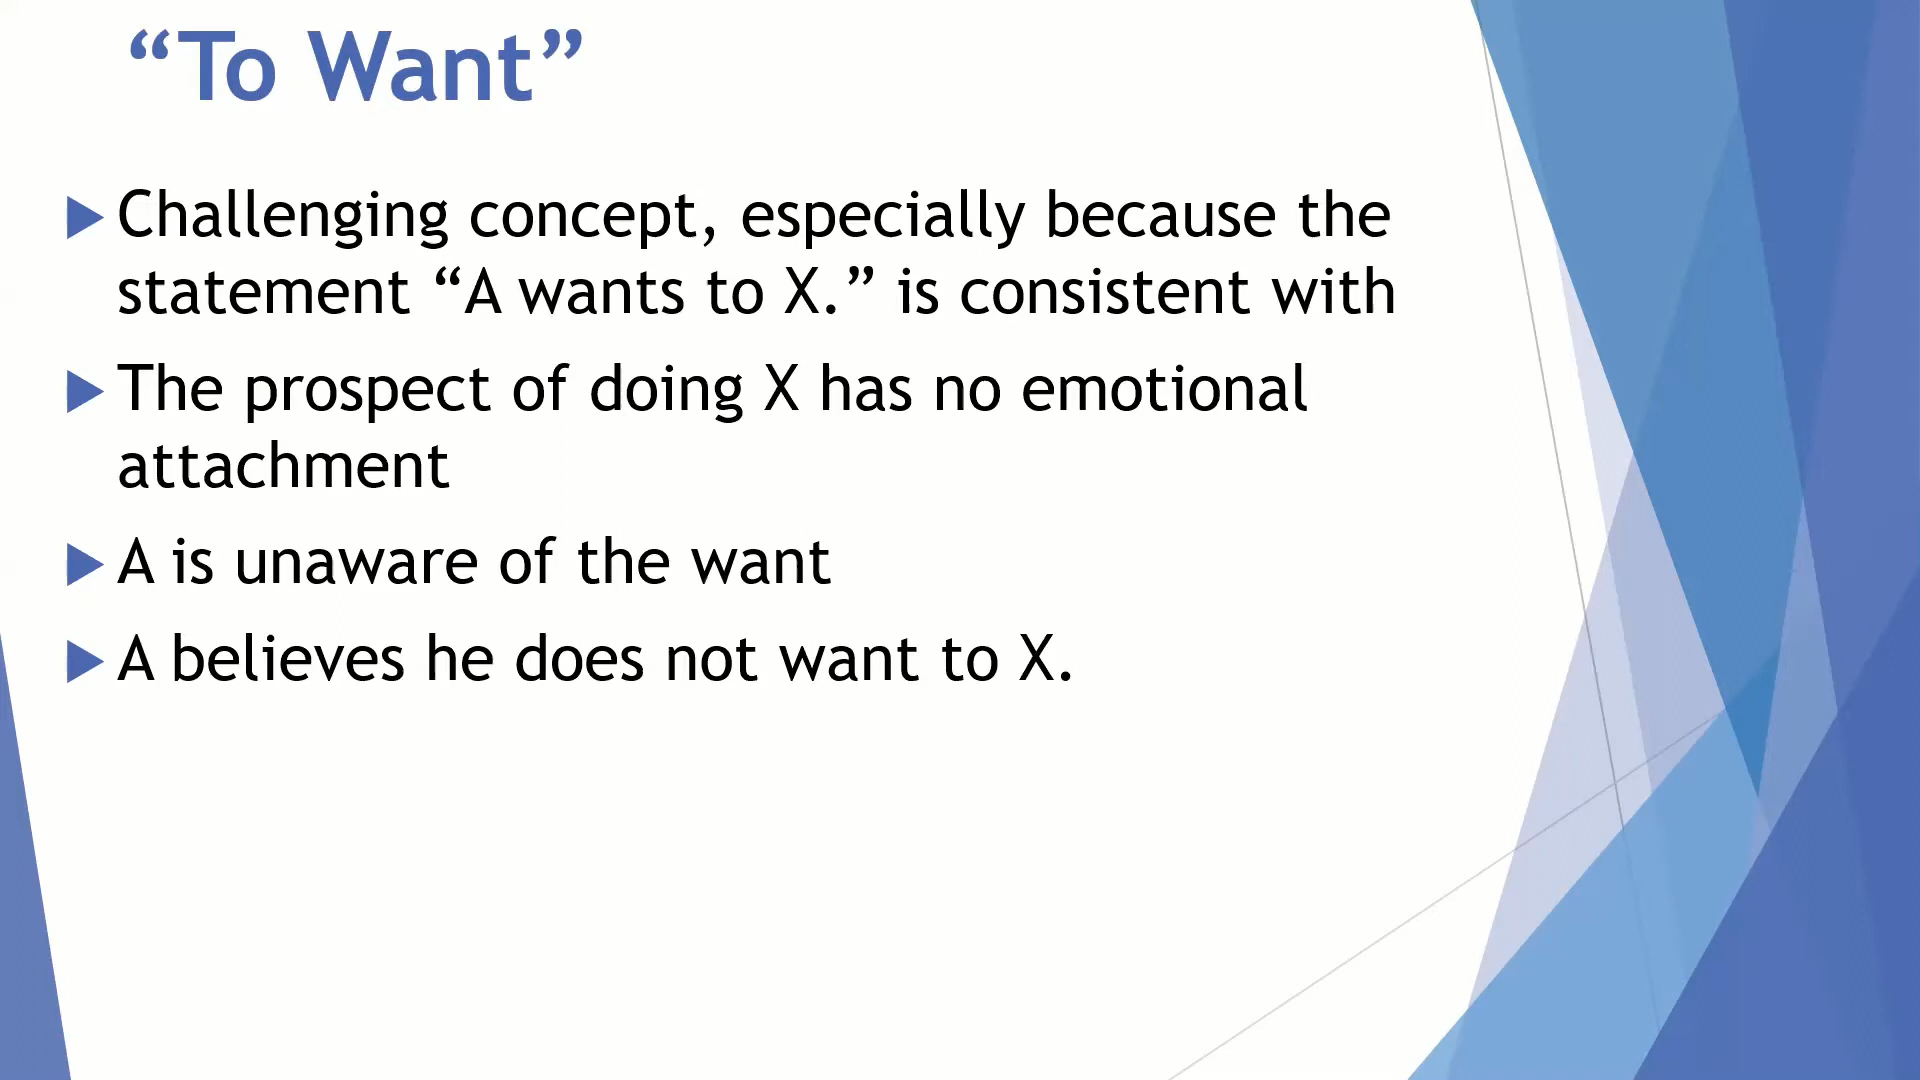 “To Want”
Challenging concept, especially because the
statement “A wants to X.” is consistent with
The prospect of doing X has no emotional
attachment
A is unaware of the want
A believes he does not want to X.